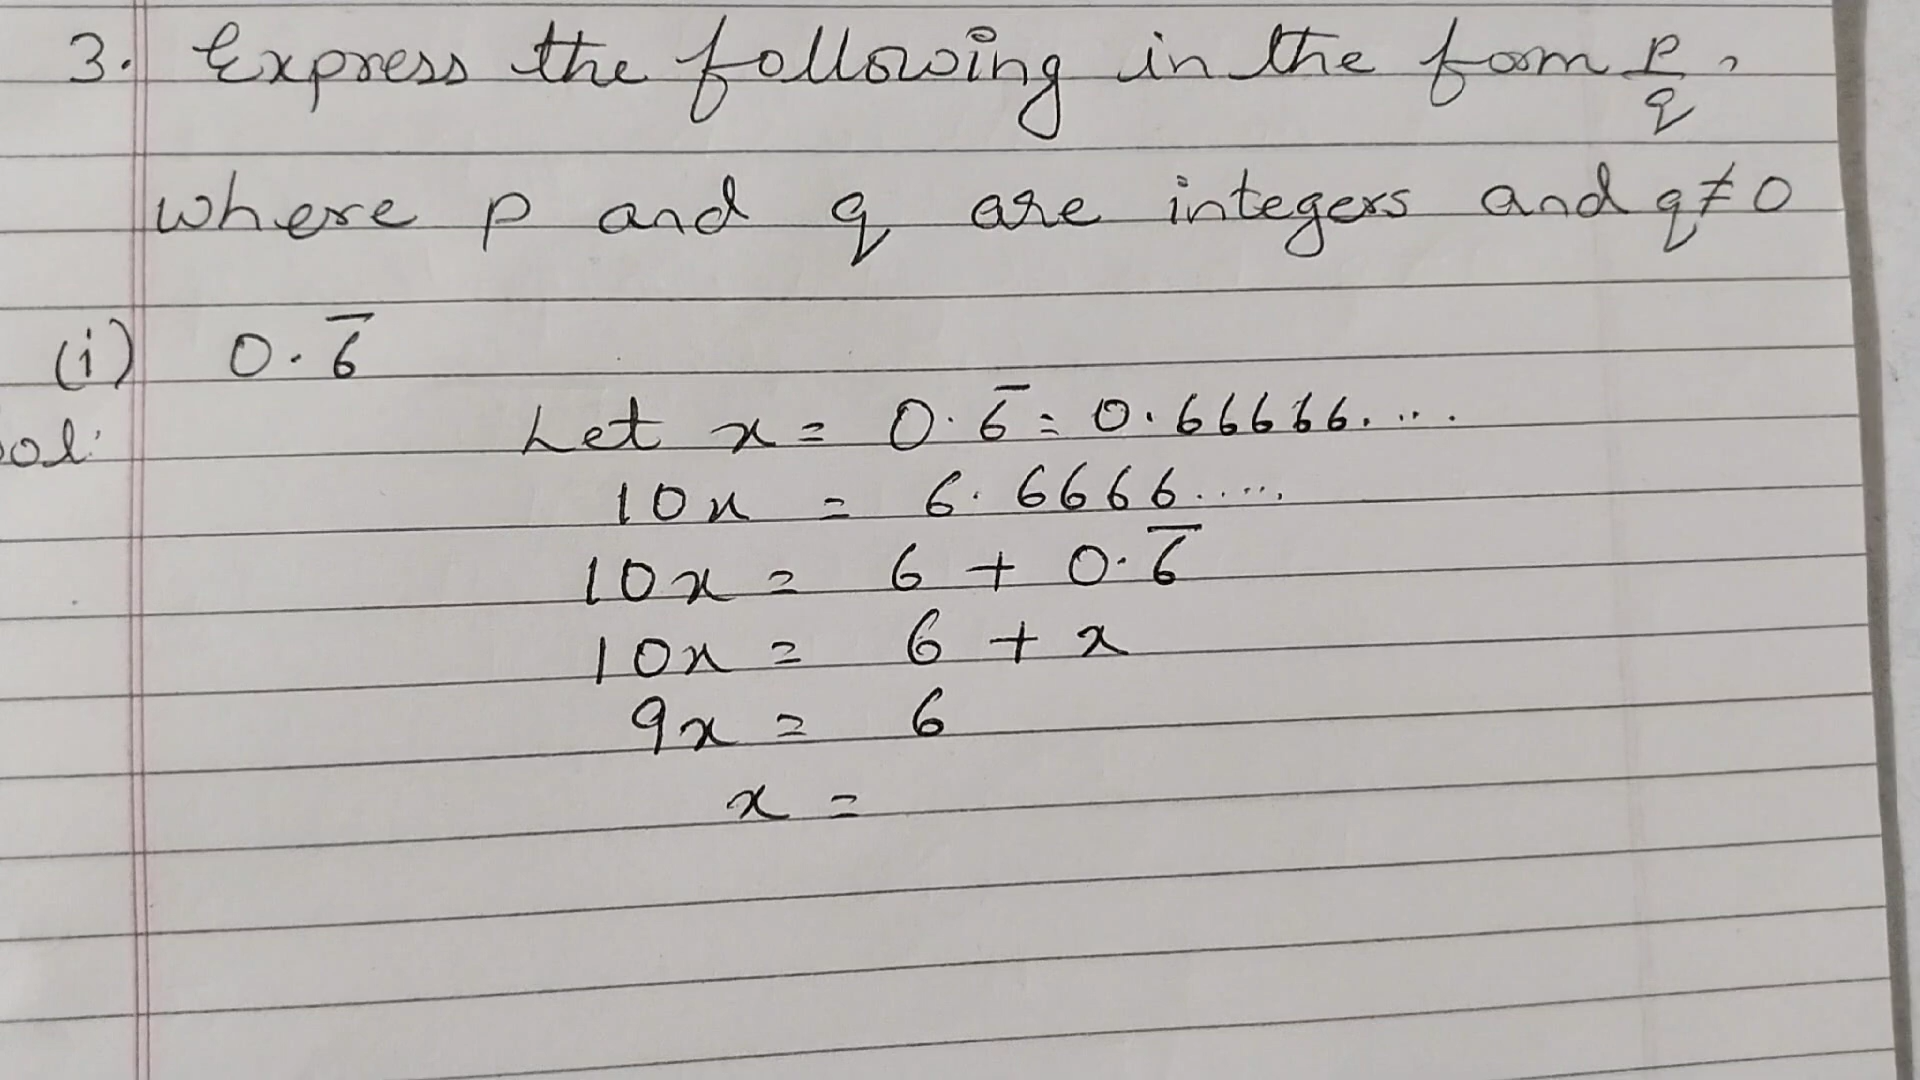 3. Express the following in the form p/q,
where p and q are integers and q≠0
(i) 0.6̅
ol: Let x = 0.6̅ = 0.66666.....
10x = 6.6666.....
10x = 6 + 0.6̅
10x = 6 + x
9x = 6
x =